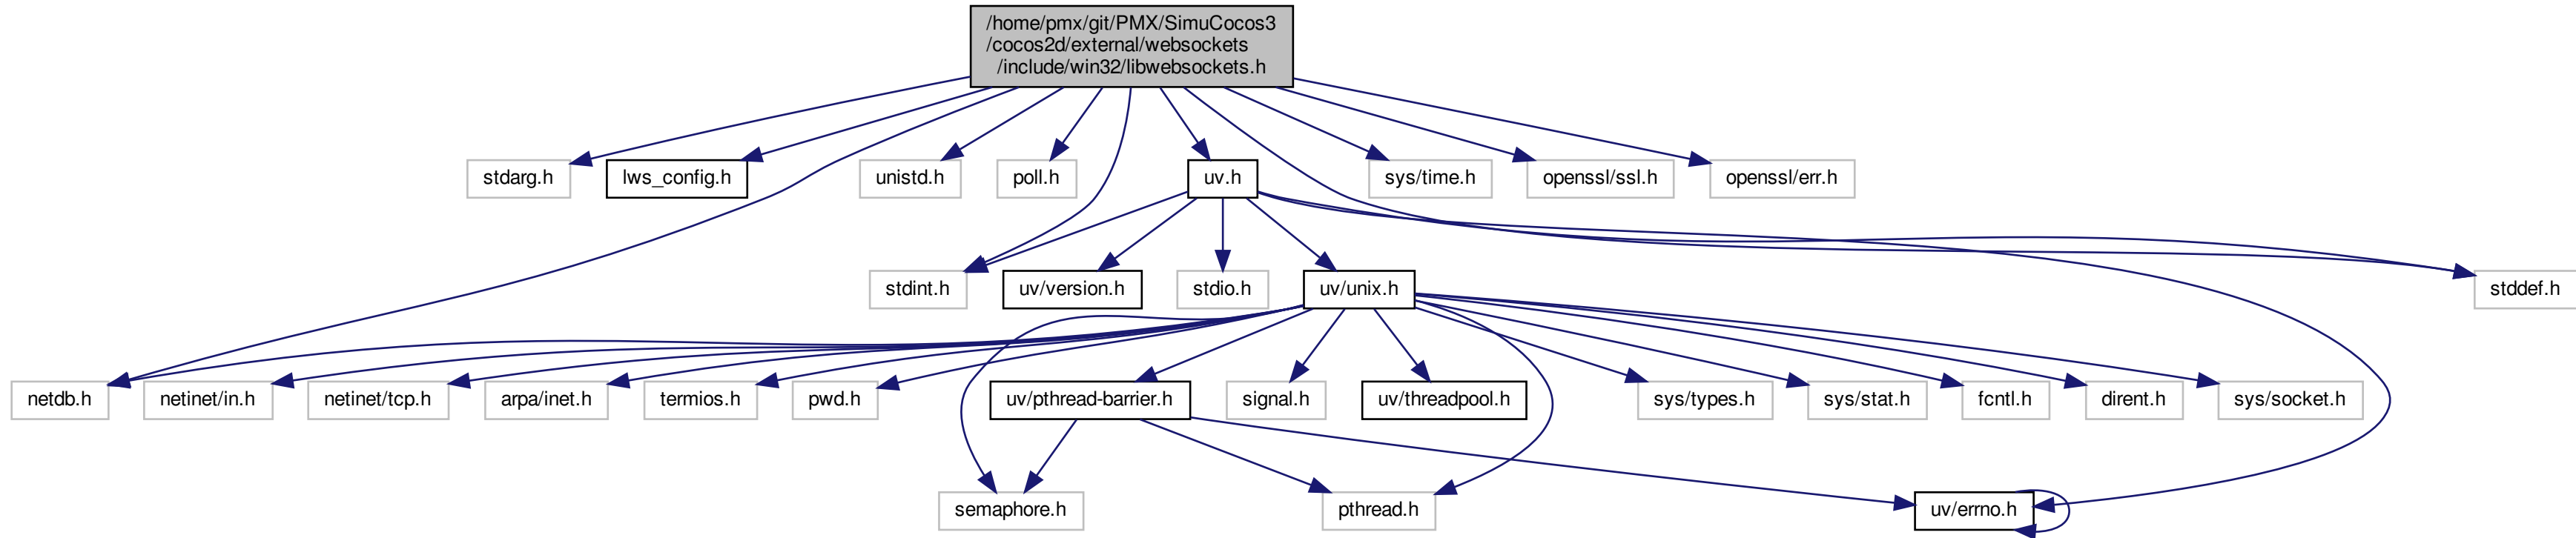 /home/pmx/git/PMX/SimuCocos3
/cocos2d/external/websockets
/include/win32/libwebsockets.h
stdarg.h
lws_config.h
unistd.h
poll.h
uv.h
sys/time.h
openssl/ssl.h
openssl/err.h
stdint.h
uv/version.h
stdio.h
uv/unix.h
stddef.h
netdb.h
netinet/in.h
netinet/tcp.h
arpa/inet.h
termios.h
pwd.h
uv/pthread-barrier.h
signal.h
uv/threadpool.h
sys/types.h
sys/stat.h
fcntl.h
dirent.h
sys/socket.h
semaphore.h
pthread.h
uv/errno.h